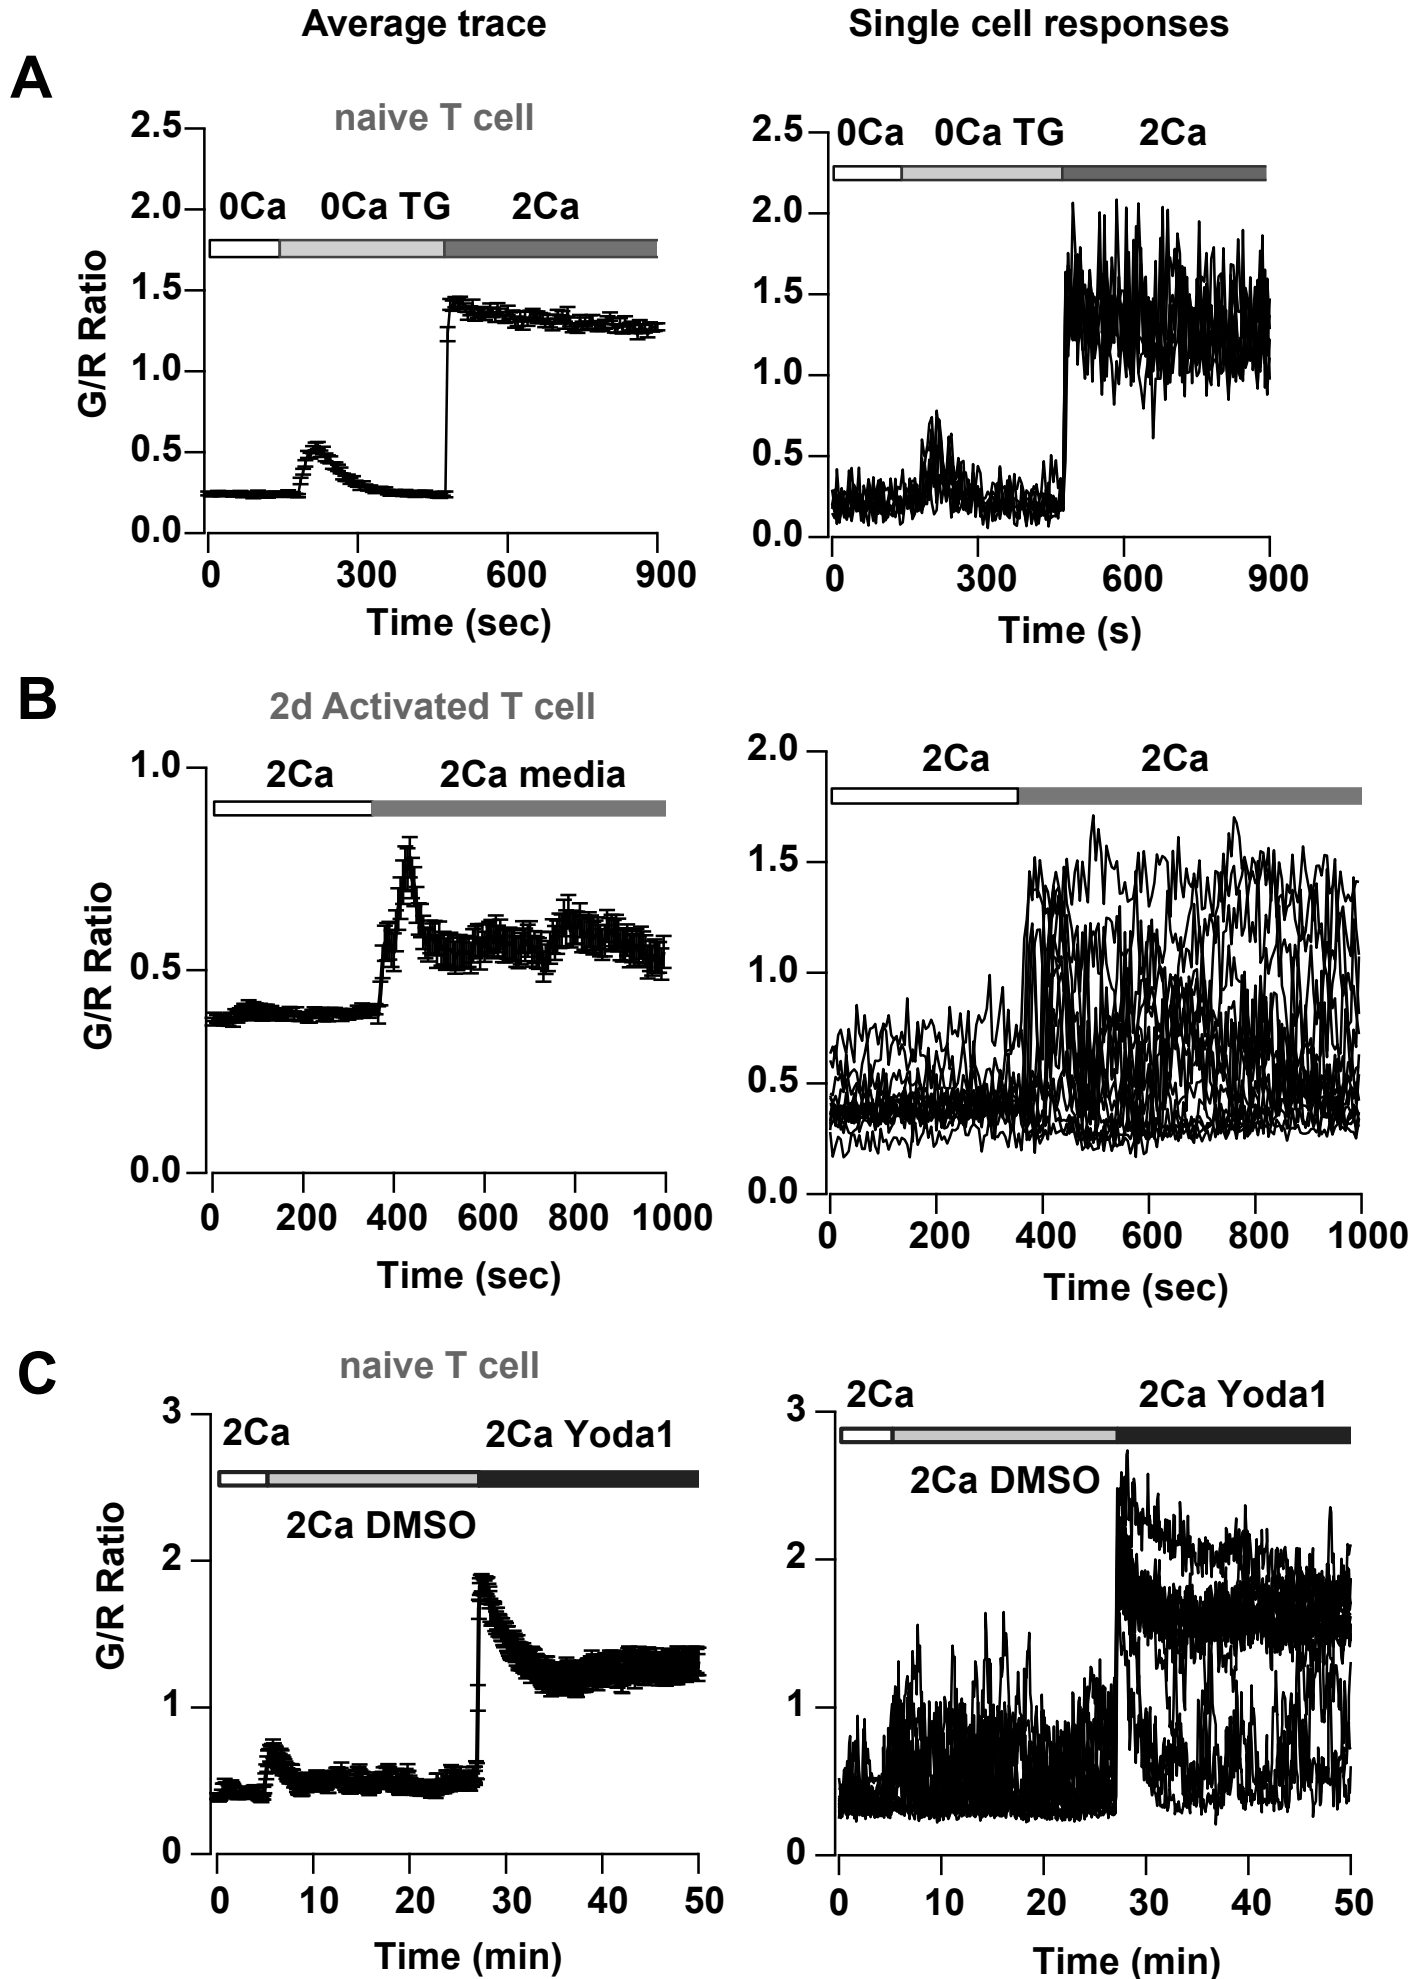 Average trace
Single cell responses
A
naive T cell
2.5
2.0
1.5
1.0
0.5
0.0
0Ca
0Ca TG
2Ca
G/R Ratio
0 300 600 900
Time (sec)
2.5
2.0
1.5
1.0
0.5
0.0
0Ca
0Ca TG
2Ca
0 300 600 900
Time (s)
B
2d Activated T cell
1.0
0.5
0.0
2Ca
2Ca media
G/R Ratio
0 200 400 600 800 1000
Time (sec)
2.0
1.5
1.0
0.5
0.0
2Ca
2Ca
0 200 400 600 800 1000
Time (sec)
C
naive T cell
3
2
1
0
2Ca
2Ca Yoda1
2Ca DMSO
G/R Ratio
0 10 20 30 40 50
Time (min)
3
2
1
0
2Ca
2Ca Yoda1
2Ca DMSO
0 10 20 30 40 50
Time (min)